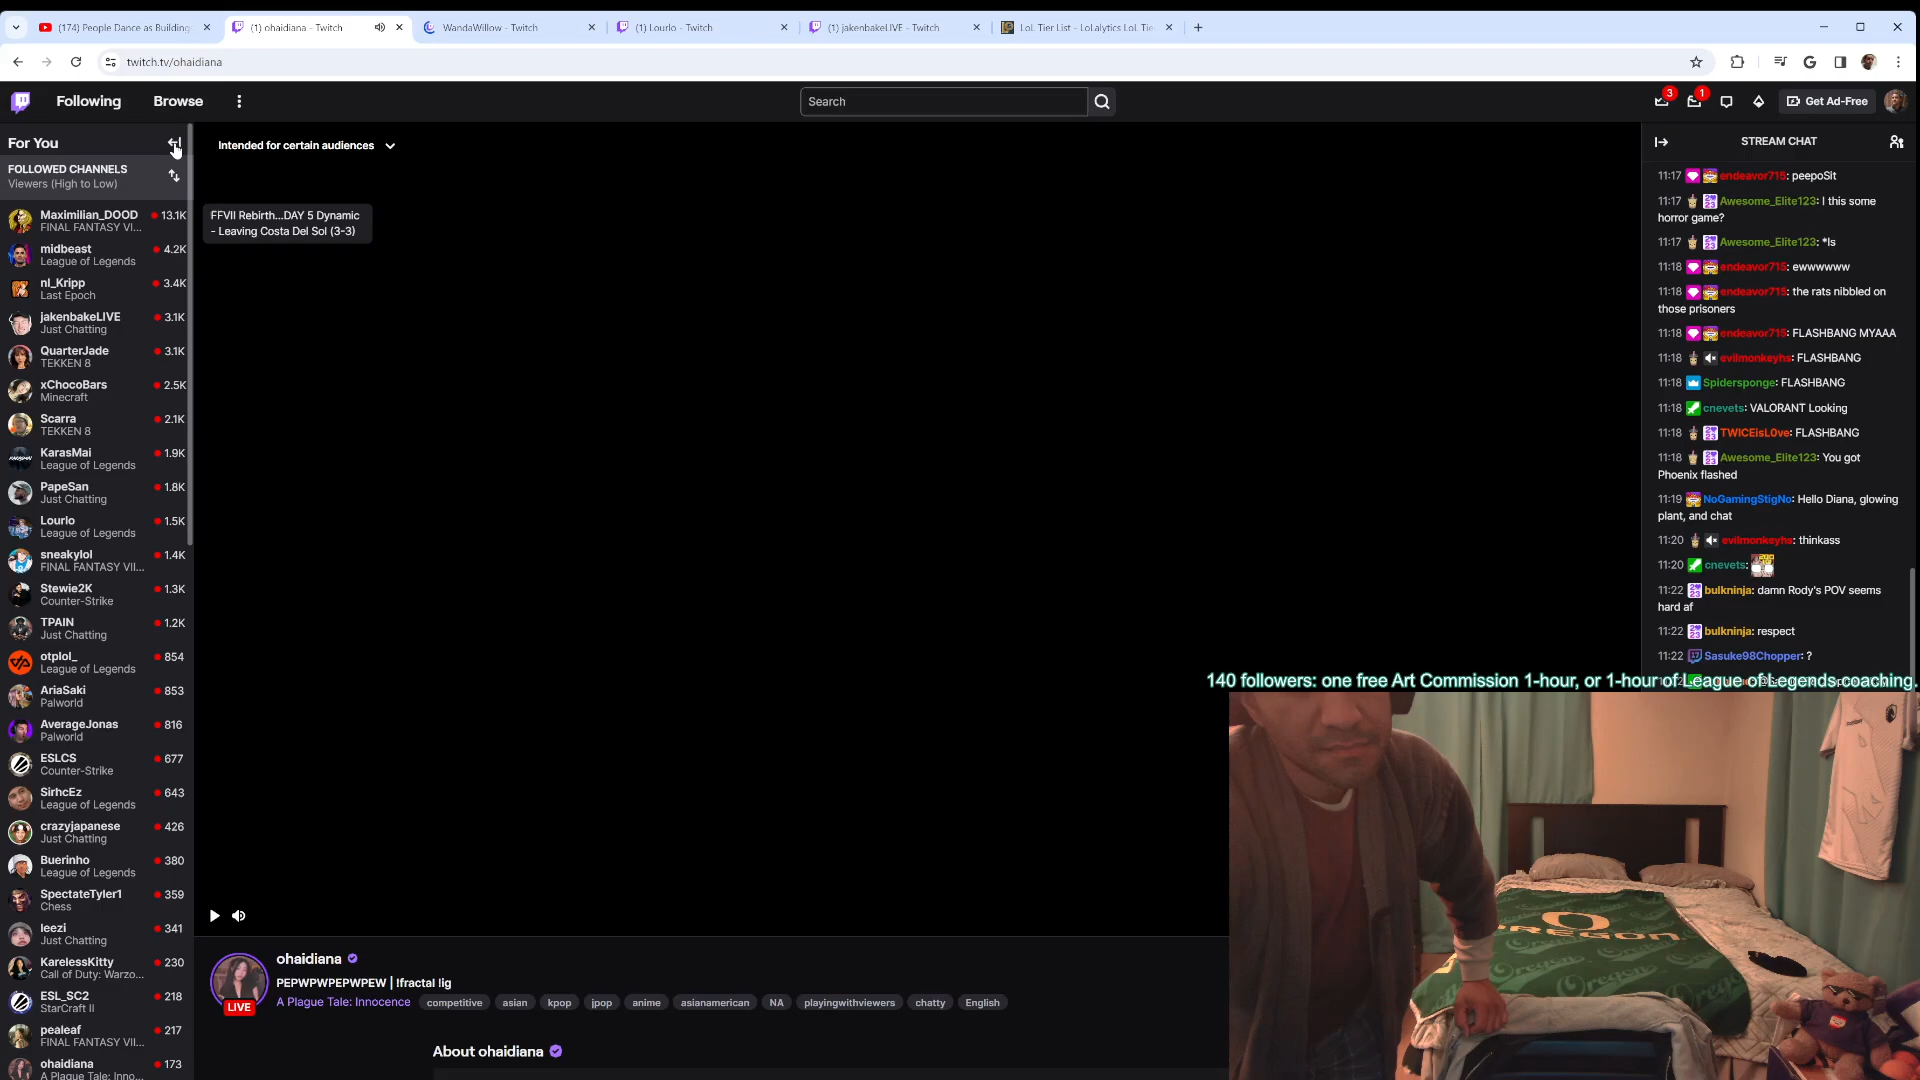 (174) People Dance as Building
(1) ohaidiana - Twitch
WandaWillow - Twitch
(1) Lourlo - Twitch
(1) jakenbakeLIVE - Twitch
LoL Tier List - LoLalytics LoL Tie
twitch.tv/ohaidiana
Following
Browse
Search
3
1
Get Ad-Free
For You
FOLLOWED CHANNELS
Viewers (High to Low)
Maximilian_DOOD 13.1K
FINAL FANTASY VI...
midbeast 4.2K
League of Legends
nl_Kripp 3.4K
Last Epoch
jakenbakeLIVE 3.1K
Just Chatting
QuarterJade 3.1K
TEKKEN 8
xChocoBars 2.5K
Minecraft
Scarra 2.1K
TEKKEN 8
KarasMai 1.9K
League of Legends
PapeSan 1.8K
Just Chatting
Lourlo 1.5K
League of Legends
sneakylol 1.4K
FINAL FANTASY VII...
Stewie2K 1.3K
Counter-Strike
TPAIN 1.2K
Just Chatting
otplol_ 854
League of Legends
AriaSaki 853
Palworld
AverageJonas 816
Palworld
ESLCS 677
Counter-Strike
SirhcEz 643
League of Legends
crazyjapanese 426
Just Chatting
Buerinho 380
League of Legends
SpectateTyler1 359
Chess
leezi 341
Just Chatting
KarelessKitty 230
Call of Duty: Warzo...
ESL_SC2 218
StarCraft II
pealeaf 217
FINAL FANTASY VII...
ohaidiana 173
A Plague Tale: Inno...
Intended for certain audiences
FFVII Rebirth...DAY 5 Dynamic
- Leaving Costa Del Sol (3-3)
LIVE
ohaidiana
PEPWPWPEPWPEW | !fractal !ig
A Plague Tale: Innocence
competitive
asian
kpop
jpop
anime
asianamerican
NA
playingwithviewers
chatty
English
About ohaidiana
STREAM CHAT
11:17 endeavor715: peepoSit
11:17 Awesome_Elite123: I this some
horror game?
11:17 Awesome_Elite123: *Is
11:18 endeavor715: ewwwwww
11:18 endeavor715: the rats nibbled on
those prisoners
11:18 endeavor715: FLASHBANG MYAAA
11:18 evilmonkeyhs: FLASHBANG
11:18 Spidersponge: FLASHBANG
11:18 cnevets: VALORANT Looking
11:18 TWICEisL0ve: FLASHBANG
11:18 Awesome_Elite123: You got
Phoenix flashed
11:19 NoGamingStigNo: Hello Diana, glowing
plant, and chat
11:20 evilmonkeyhs: thinkass
11:20 cnevets:
11:22 bulkninja: damn Rody's POV seems
hard af
11:22 bulkninja: respect
11:22 Sasuke98Chopper: ?
140 followers: one free Art Commission 1-hour, or 1-hour of League of Legends coaching.
OREGON